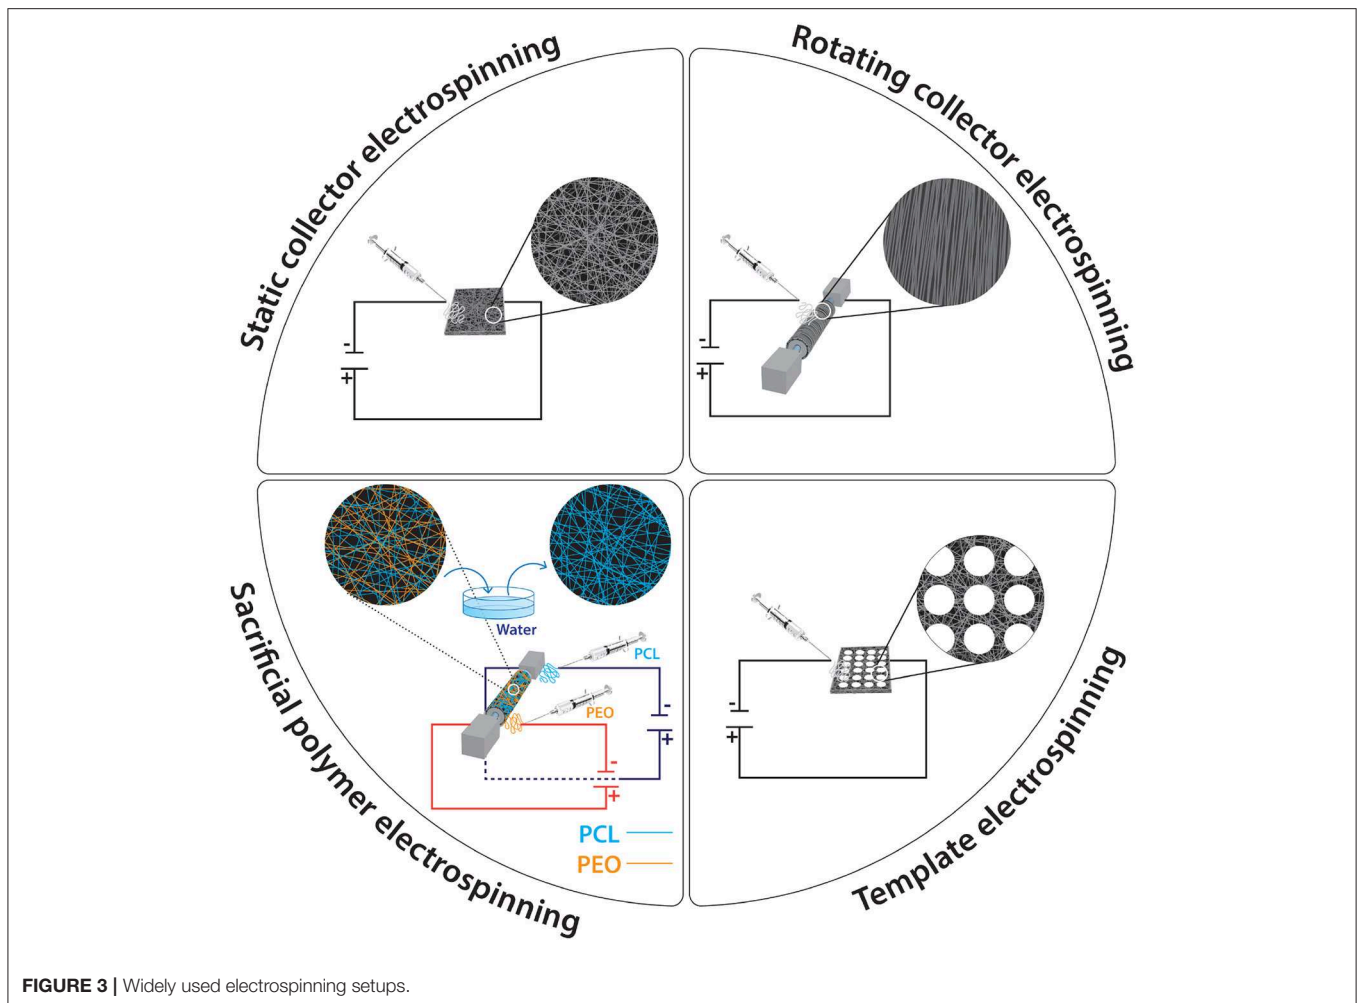 Static collector electrospinning
Rotating collector electrospinning
-
+
-
+
Sacrificial polymer electrospinning
Water
PCL
PEO
-
+
-
+
PCL
PEO
-
+
Template electrospinning
FIGURE 3 | Widely used electrospinning setups.